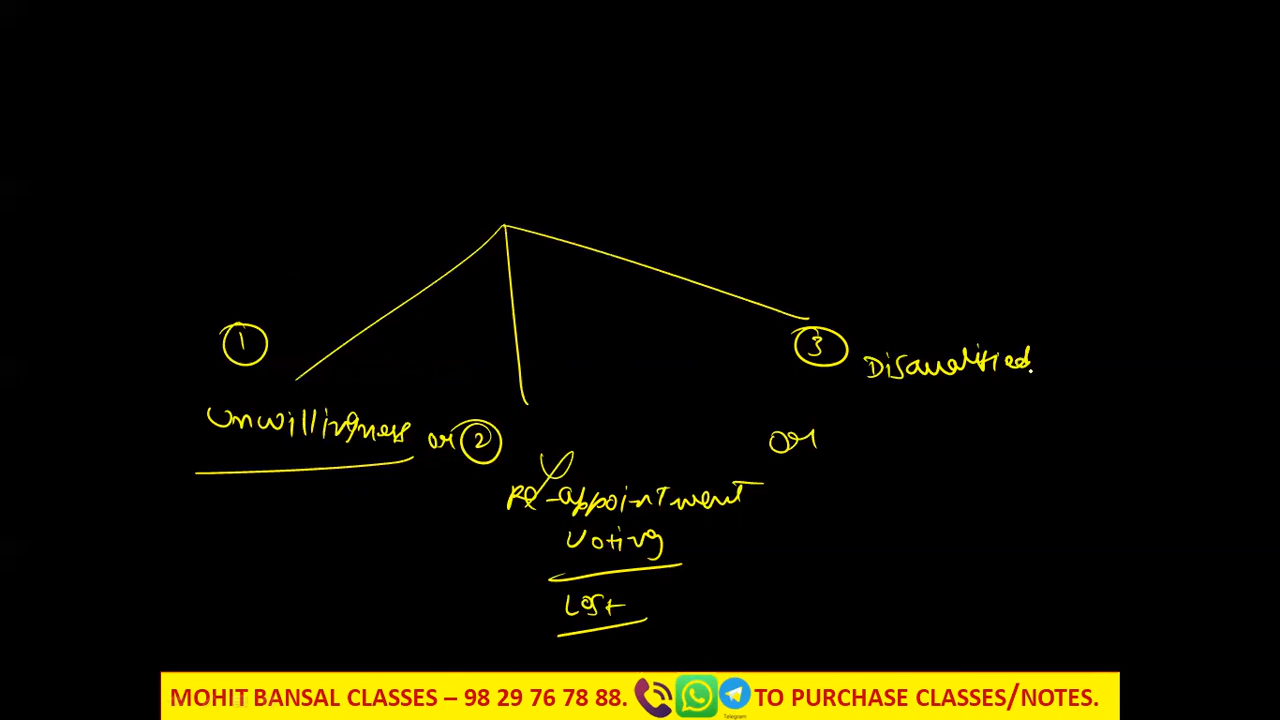 1
3
Disqualified.
Unwillingness or 2
or
Re-appointment
Voting
Lost
MOHIT BANSAL CLASSES – 98 29 76 78 88. TO PURCHASE CLASSES/NOTES.
Telegram